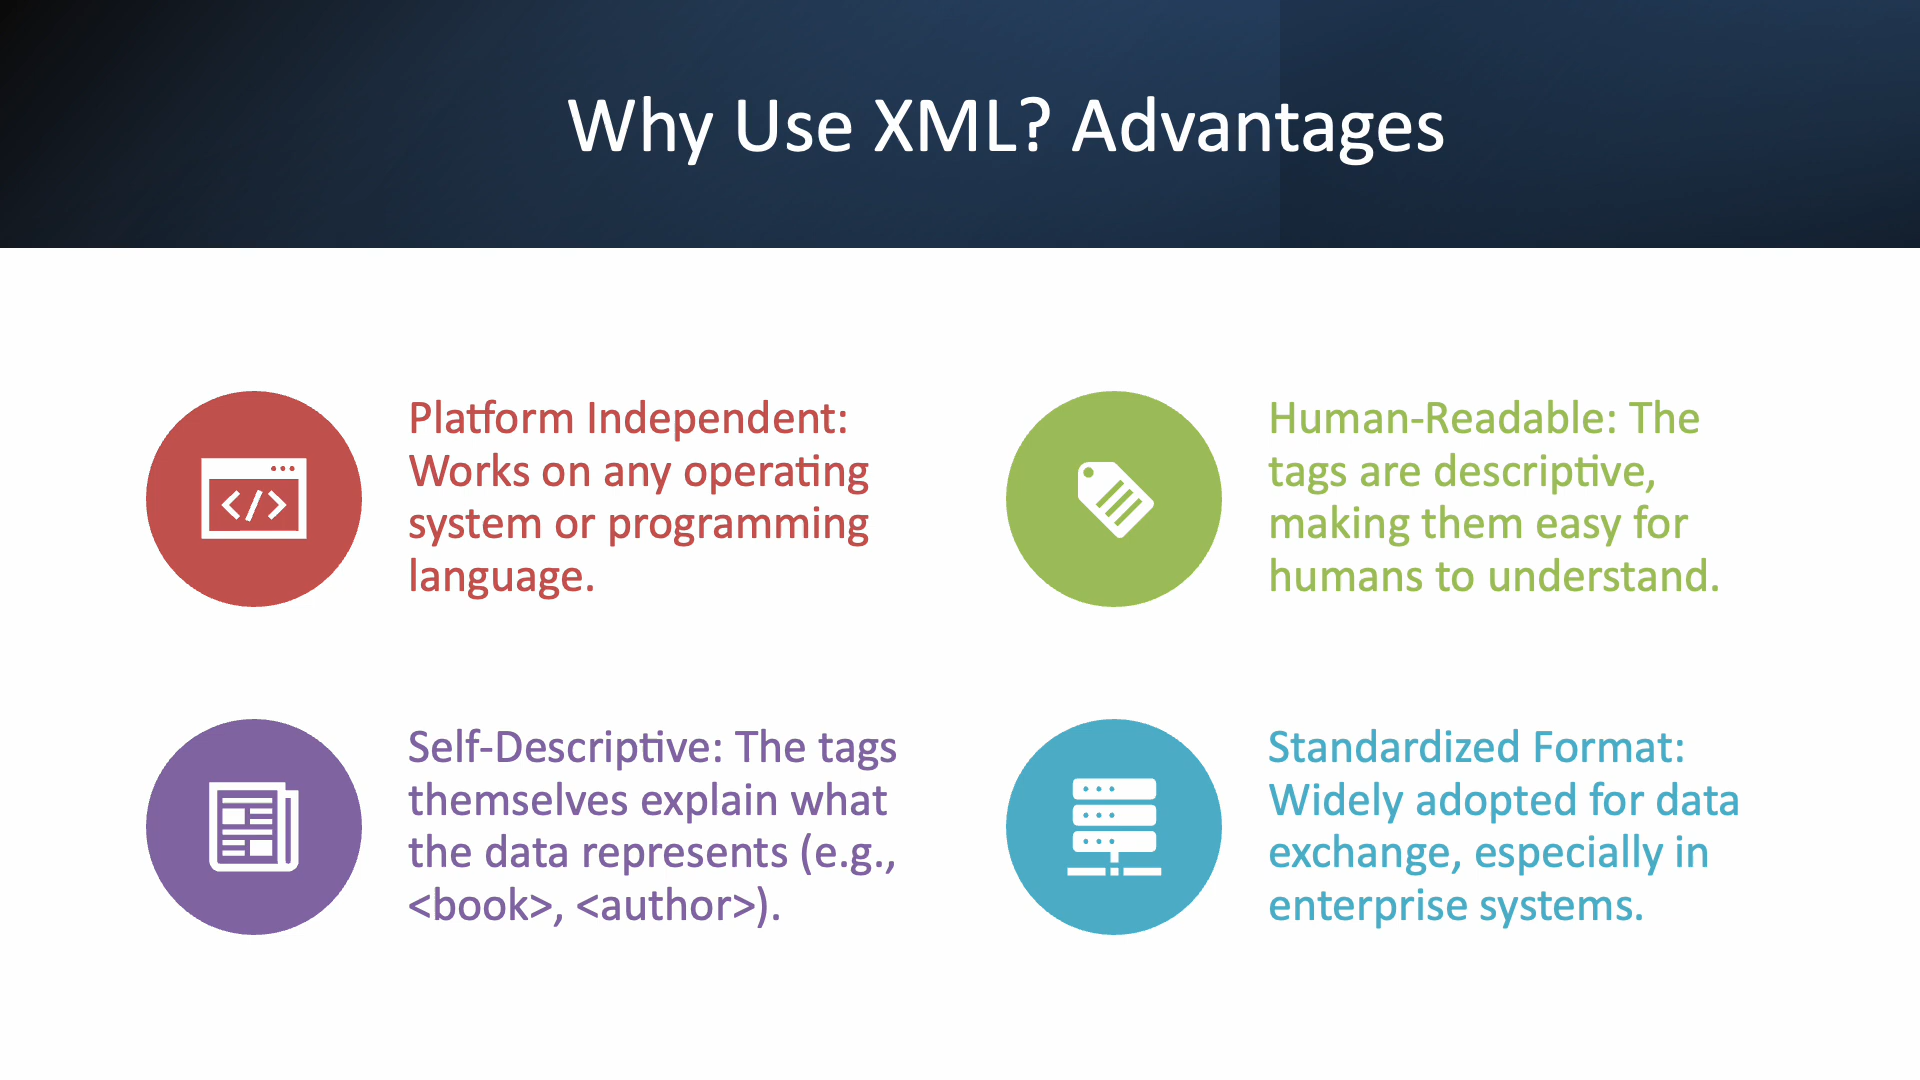 Why Use XML? Advantages
Platform Independent:
Works on any operating
system or programming
language.
Human-Readable: The
tags are descriptive,
making them easy for
humans to understand.
Self-Descriptive: The tags
themselves explain what
the data represents (e.g.,
<book>, <author>).
Standardized Format:
Widely adopted for data
exchange, especially in
enterprise systems.